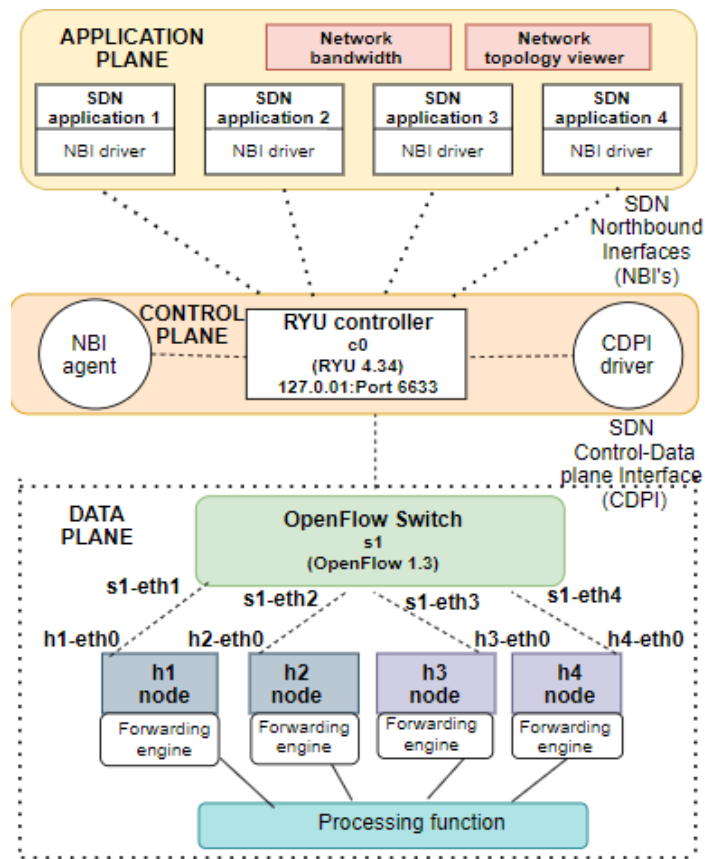 APPLICATION
PLANE
Network
bandwidth
Network
topology viewer
SDN
application 1
NBI driver
SDN
application 2
NBI driver
SDN
application 3
NBI driver
SDN
application 4
NBI driver
SDN
Northbound
Inerfaces
(NBI's)
CONTROL
PLANE
NBI
agent
RYU controller
c0
(RYU 4.34)
127.0.01:Port 6633
CDPI
driver
SDN
Control-Data
plane Interface
(CDPI)
DATA
PLANE
OpenFlow Switch
s1
(OpenFlow 1.3)
s1-eth1
s1-eth2
s1-eth3
s1-eth4
h1-eth0
h2-eth0
h3-eth0
h4-eth0
h1
node
Forwarding
engine
h2
node
Forwarding
engine
h3
node
Forwarding
engine
h4
node
Forwarding
engine
Processing function